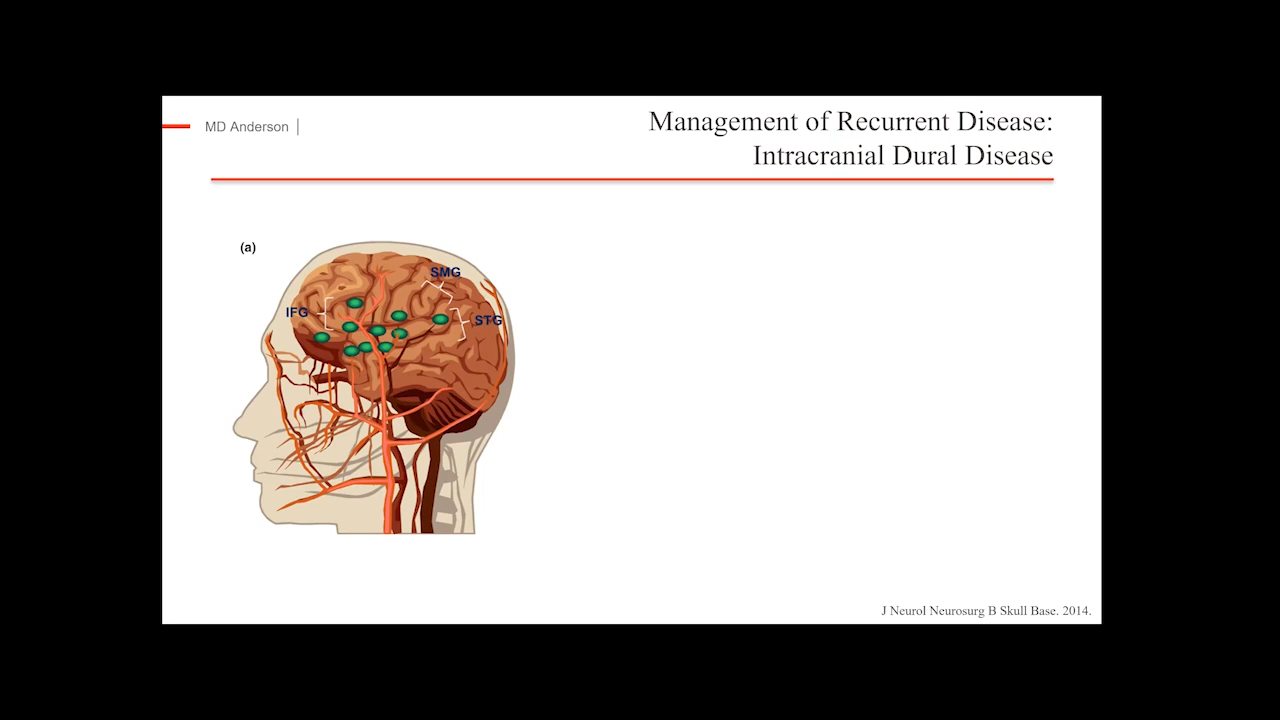 MD Anderson
Management of Recurrent Disease:
Intracranial Dural Disease
(a)
SMG
IFG
STG
J Neurol Neurosurg B Skull Base. 2014.